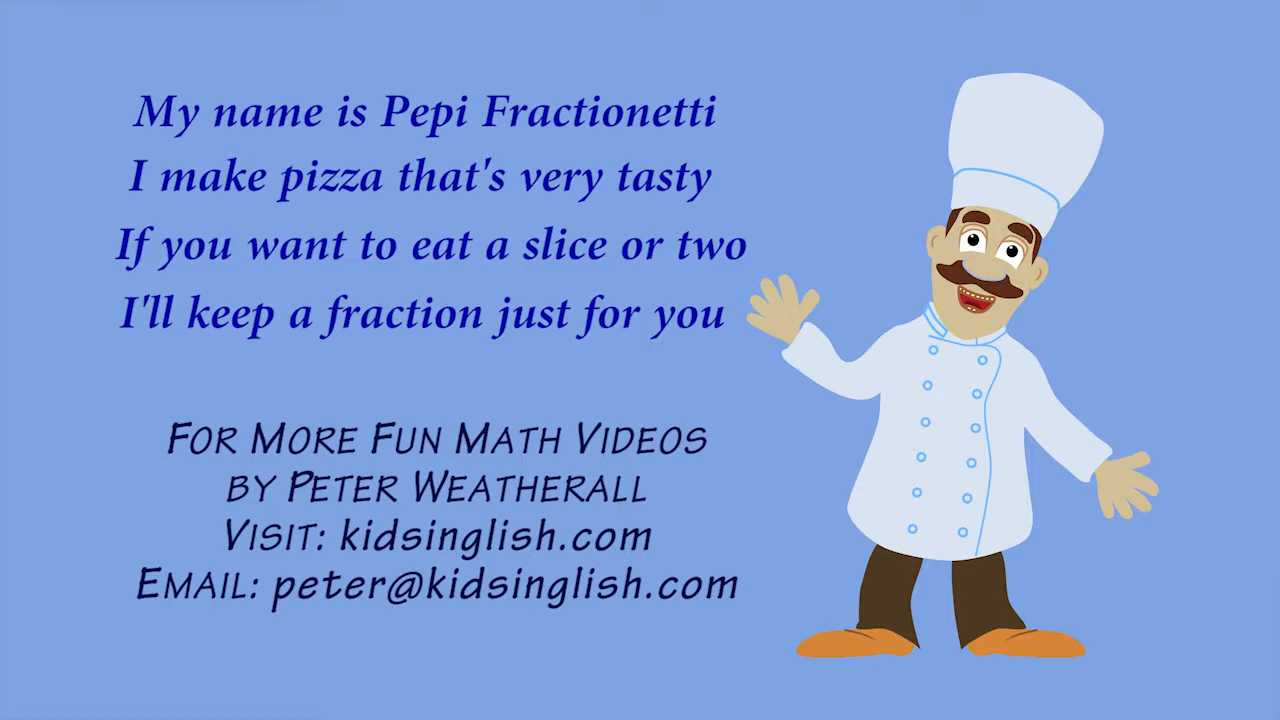 My name is Pepi Fractionetti
I make pizza that's very tasty
If you want to eat a slice or two
I'll keep a fraction just for you
For More Fun Math Videos
by Peter Weatherall
Visit: kidsinglish.com
Email: peter@kidsinglish.com